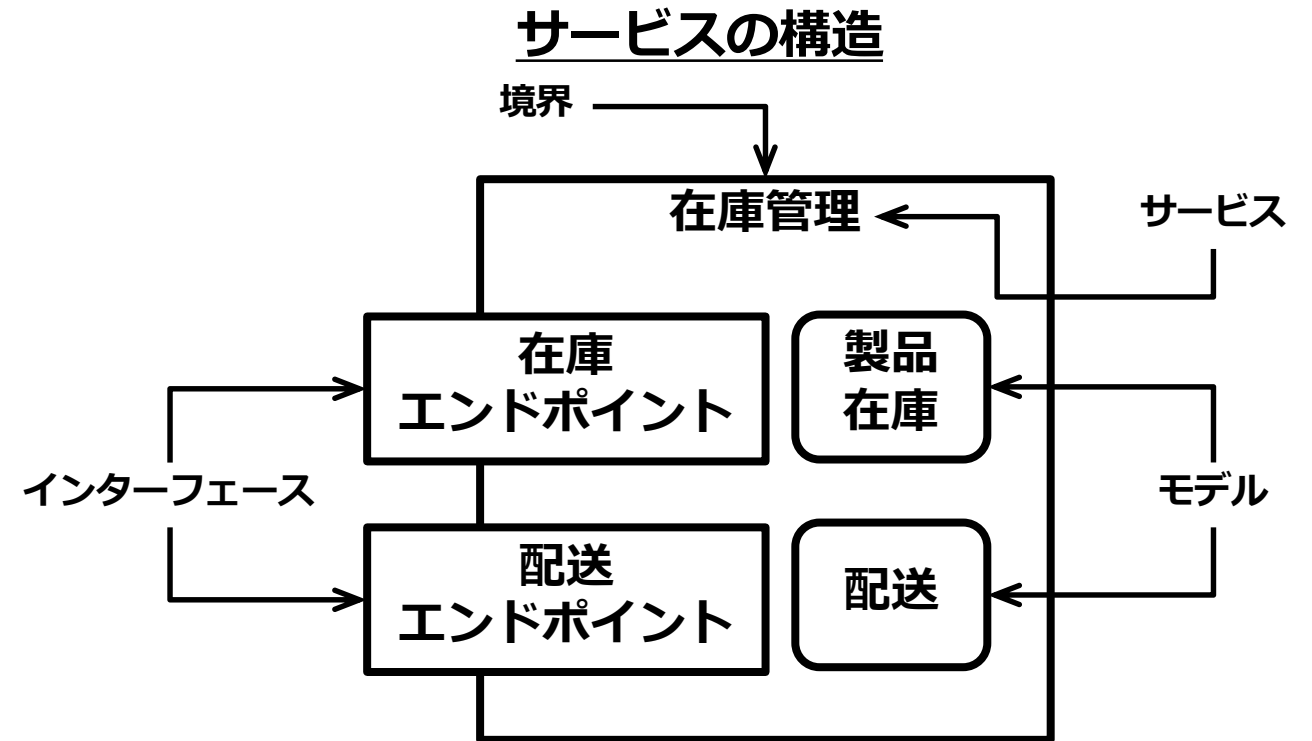 サービスの構造
境界
在庫管理
サービス
在庫
エンドポイント
製品
在庫
インターフェース
モデル
配送
エンドポイント
配送